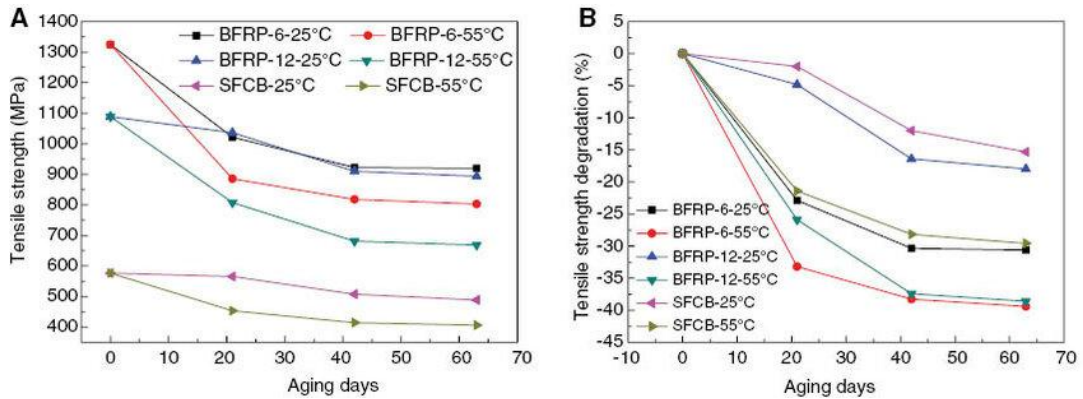 A
1400
1300
1200
1100
1000
900
800
700
600
500
400
Tensile strength (MPa)
BFRP-6-25°C BFRP-6-55°C
BFRP-12-25°C BFRP-12-55°C
SFCB-25°C SFCB-55°C
0 10 20 30 40 50 60 70
Aging days
B
5
0
-5
-10
-15
-20
-25
-30
-35
-40
-45
Tensile strength degradation (%)
BFRP-6-25°C
BFRP-6-55°C
BFRP-12-25°C
BFRP-12-55°C
SFCB-25°C
SFCB-55°C
-10 0 10 20 30 40 50 60 70
Aging days